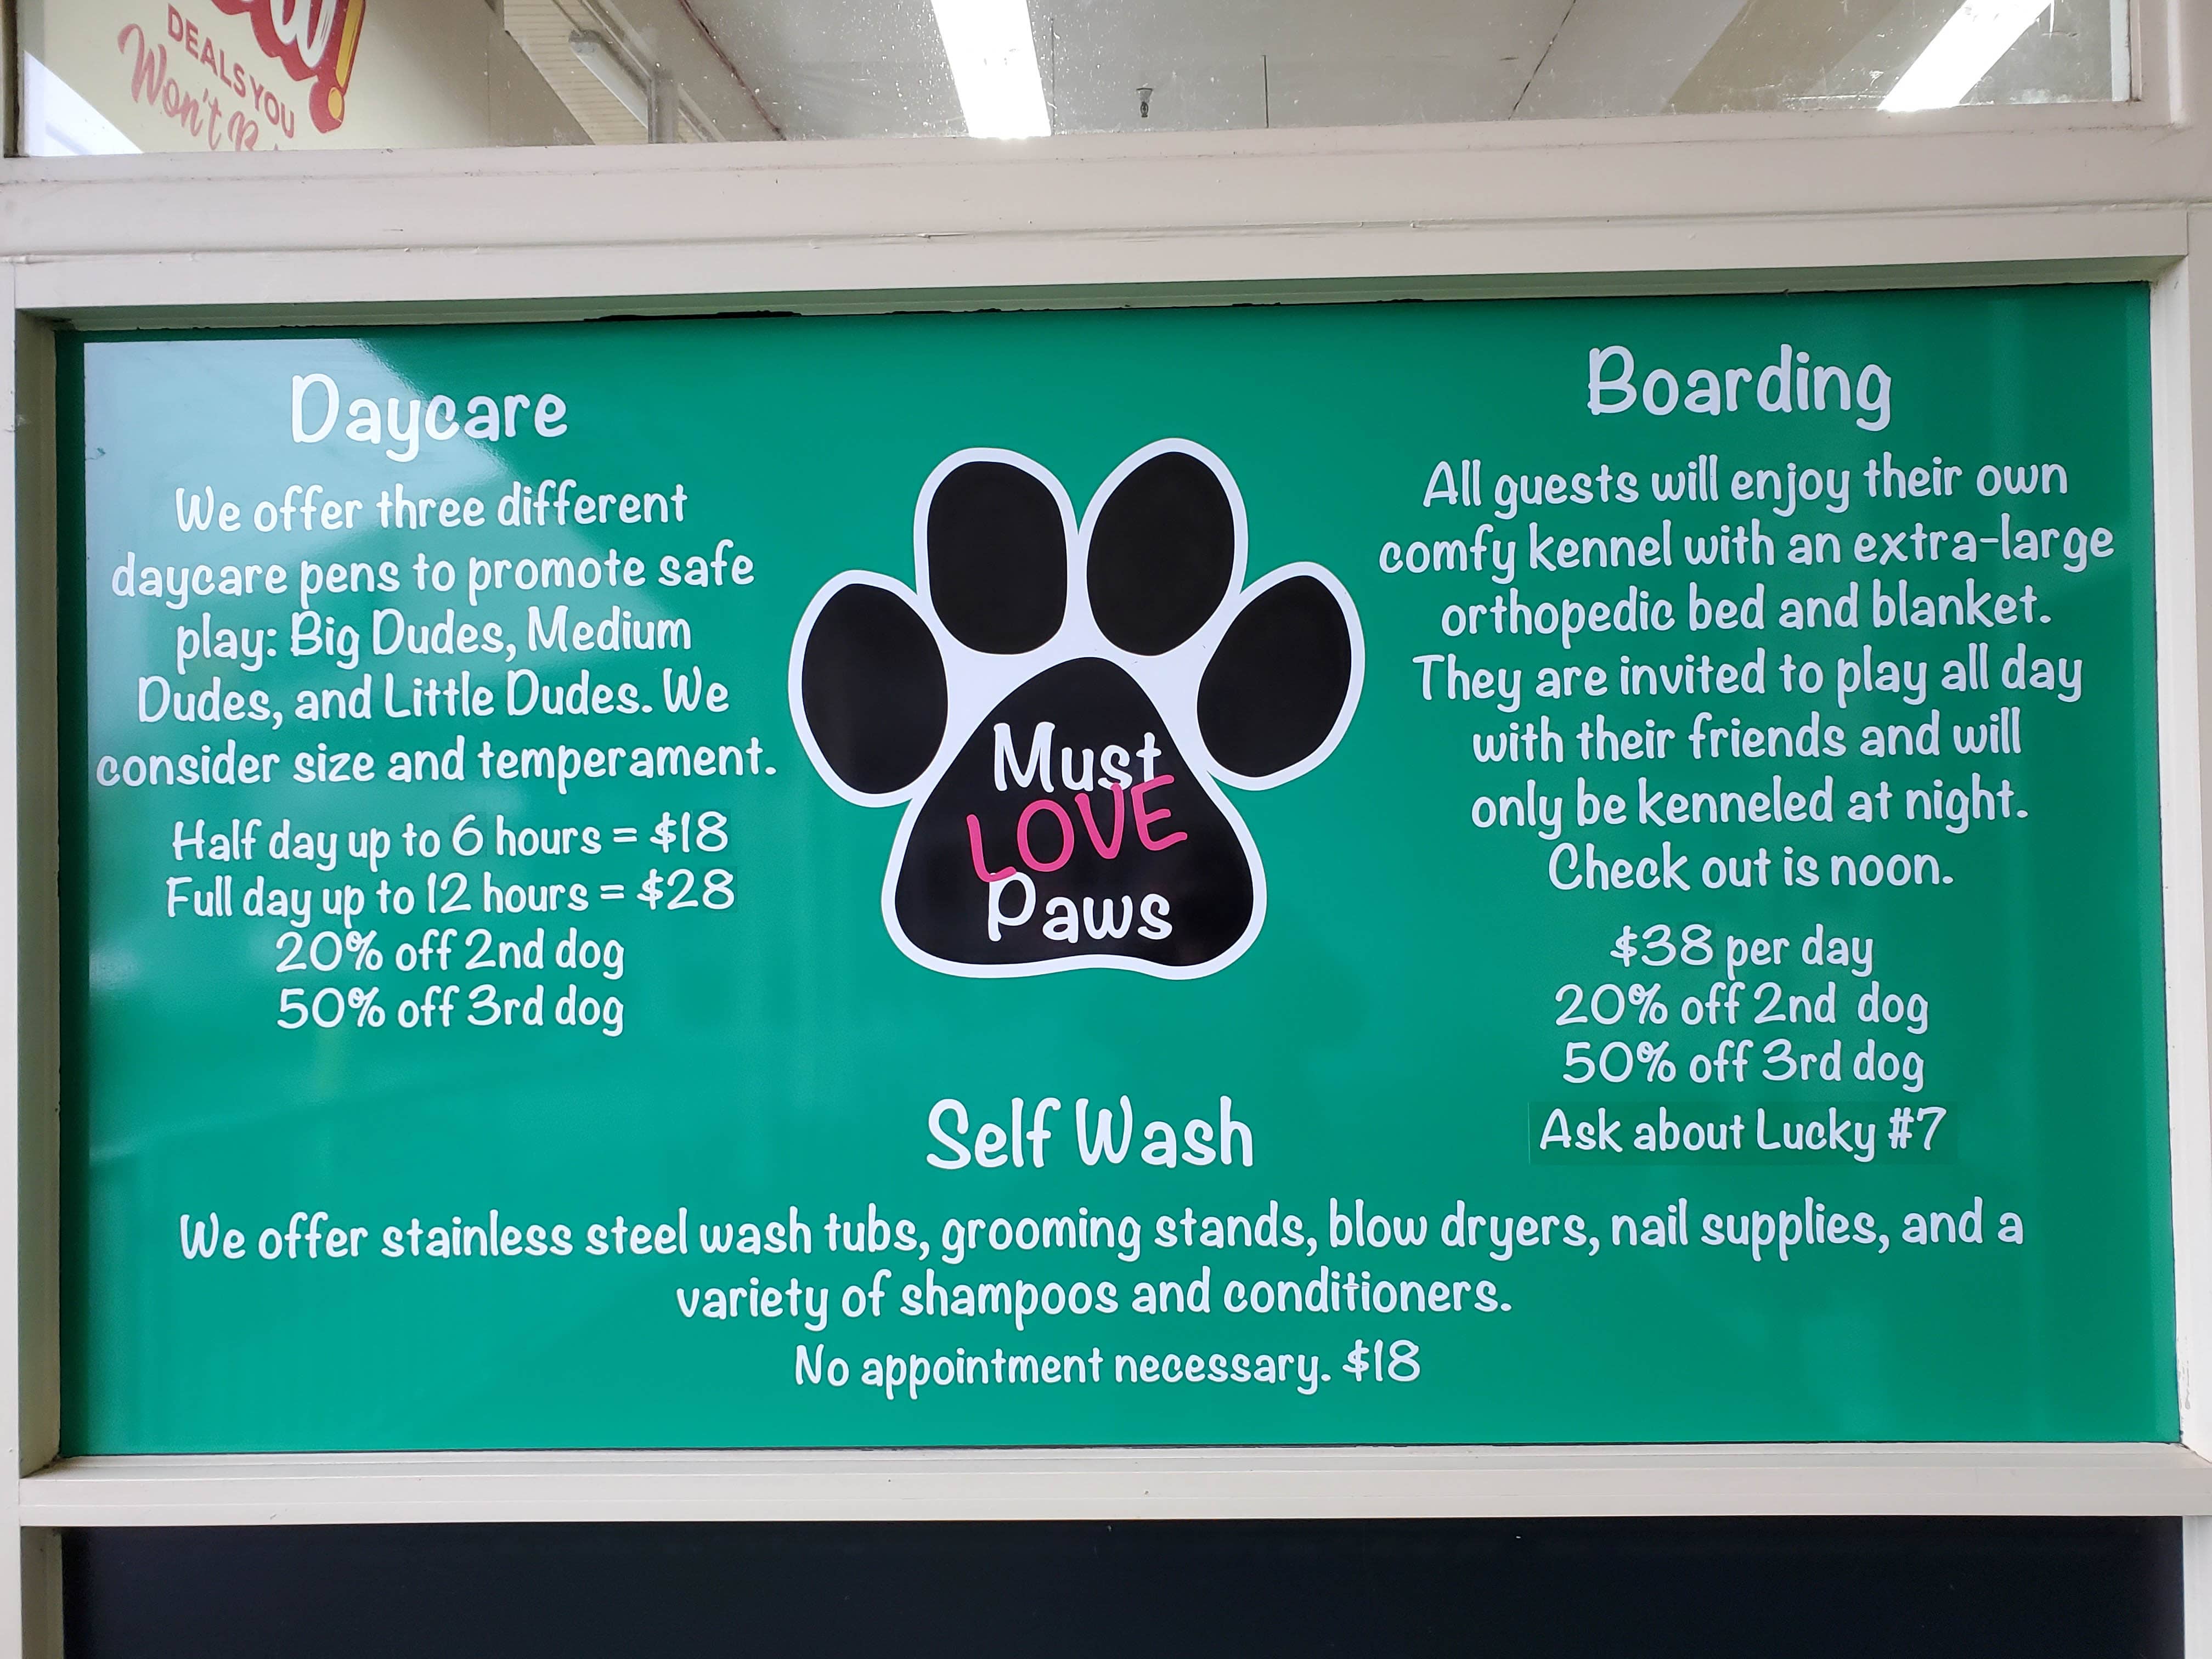 DEALS YOU
Won't
Daycare
We offer three different
daycare pens to promote safe
play: Big Dudes, Medium
Dudes, and Little Dudes. We
consider size and temperament.
Half day up to 6 hours = $18
Full day up to 12 hours = $28
20% off 2nd dog
50% off 3rd dog
Must
LOVE
Paws
Boarding
All guests will enjoy their own
comfy kennel with an extra-large
orthopedic bed and blanket.
They are invited to play all day
with their friends and will
only be kenneled at night.
Check out is noon.
$38 per day
20% off 2nd dog
50% off 3rd dog
Ask about Lucky #7
Self Wash
We offer stainless steel wash tubs, grooming stands, blow dryers, nail supplies, and a
variety of shampoos and conditioners.
No appointment necessary. $18